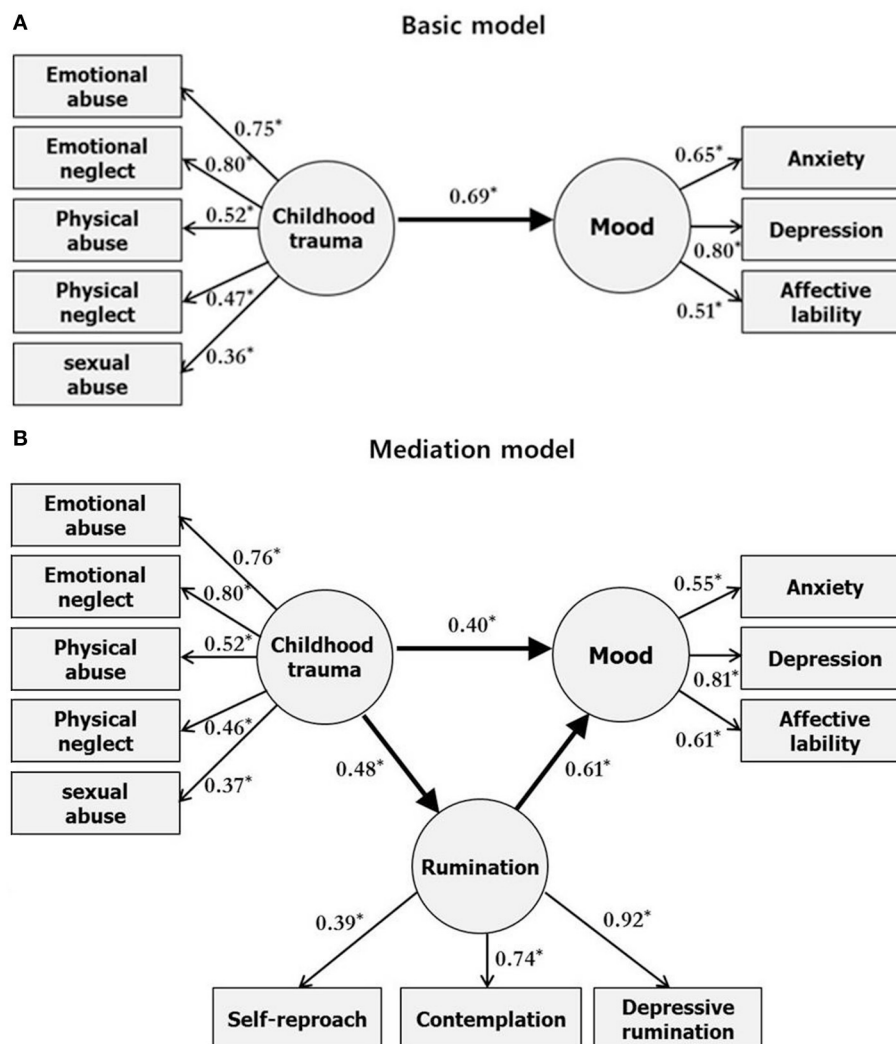 A
Basic model
Emotional
abuse
Emotional
neglect
Physical
abuse
Physical
neglect
sexual
abuse
0.75*
0.80*
0.52*
0.47*
0.36*
Childhood
trauma
0.69*
Mood
0.65*
0.80*
0.51*
Anxiety
Depression
Affective
lability
B
Mediation model
Emotional
abuse
Emotional
neglect
Physical
abuse
Physical
neglect
sexual
abuse
0.76*
0.80*
0.52*
0.46*
0.37*
Childhood
trauma
0.40*
Mood
0.55*
0.81*
0.61*
Anxiety
Depression
Affective
lability
0.48*
0.61*
Rumination
0.39*
0.74*
0.92*
Self-reproach
Contemplation
Depressive
rumination